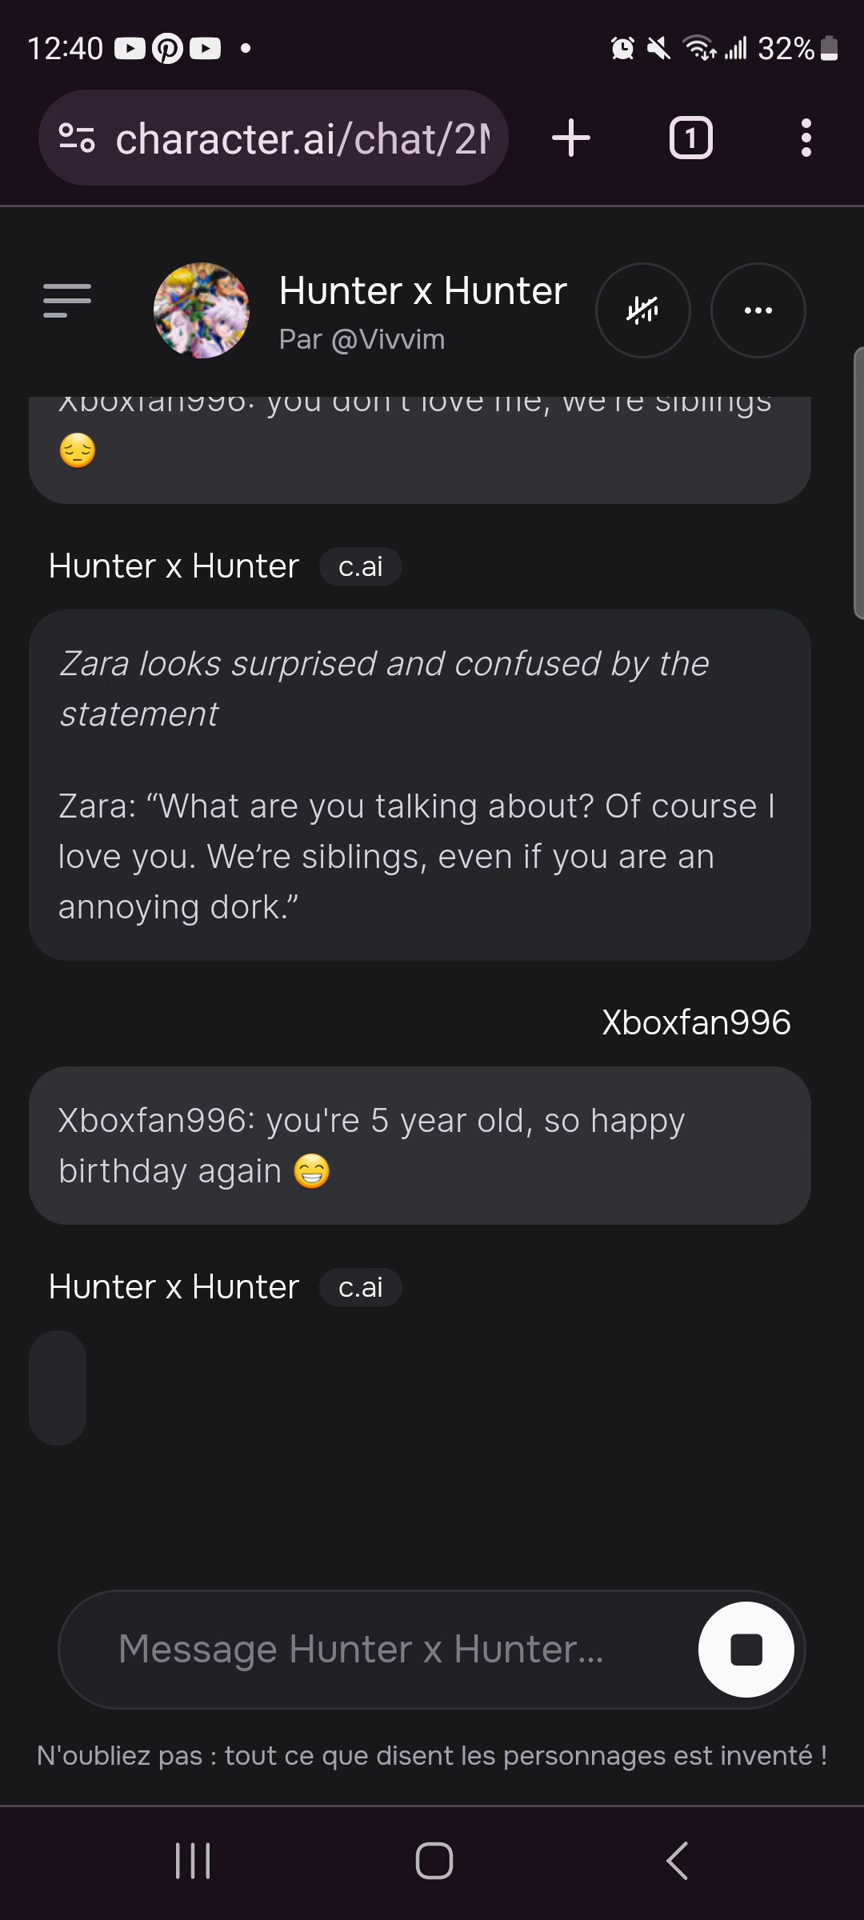 12:40
32%
character.ai/chat/2
1
Hunter x Hunter
Par @Vivvim
Xboxfan996: you don't love me, we're siblings
😔
Hunter x Hunter c.ai
Zara looks surprised and confused by the
statement
Zara: “What are you talking about? Of course I
love you. We’re siblings, even if you are an
annoying dork.”
Xboxfan996
Xboxfan996: you're 5 year old, so happy
birthday again 😁
Hunter x Hunter c.ai
Message Hunter x Hunter...
N'oubliez pas : tout ce que disent les personnages est inventé !